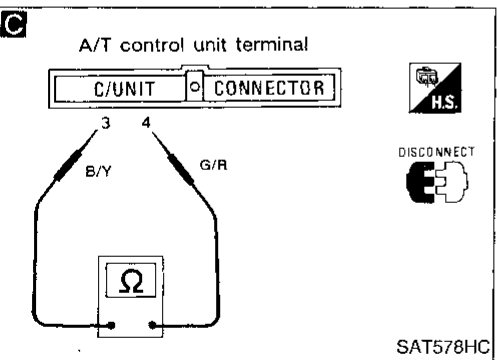 C
A/T control unit terminal
C/UNIT CONNECTOR
H.S.
3 4
DISCONNECT
B/Y G/R
Ω
SAT578HC